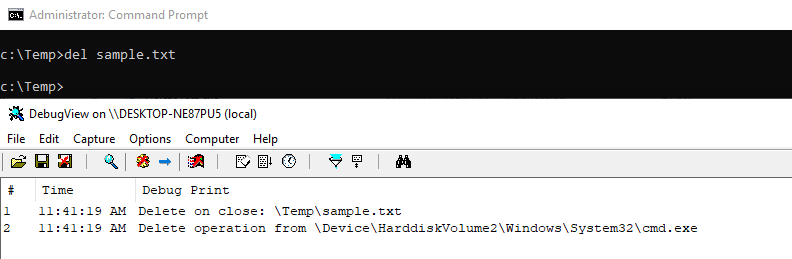 Administrator: Command Prompt
c:\Temp>del sample.txt
c:\Temp>
DebugView on \\DESKTOP-NE87PU5 (local)
File Edit Capture Options Computer Help
# Time Debug Print
1 11:41:19 AM Delete on close: \Temp\sample.txt
2 11:41:19 AM Delete operation from \Device\HarddiskVolume2\Windows\System32\cmd.exe